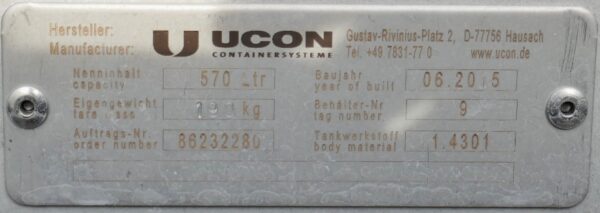 Hersteller:
Manufacturer:
UCON
CONTAINERSYSTEME
Gustav-Rivinius-Platz 2, D-77756 Hausach
Tel. +49 7831-77 0 www.ucon.de
Nenninhalt
capacity
570 Ltr
Baujahr
year of built
06.2015
Eigengewicht
tare mass
kg
Behälter-Nr
tag number
9
Auftrags-Nr.
order number
86232280
Tankwerkstoff
body material
1.4301